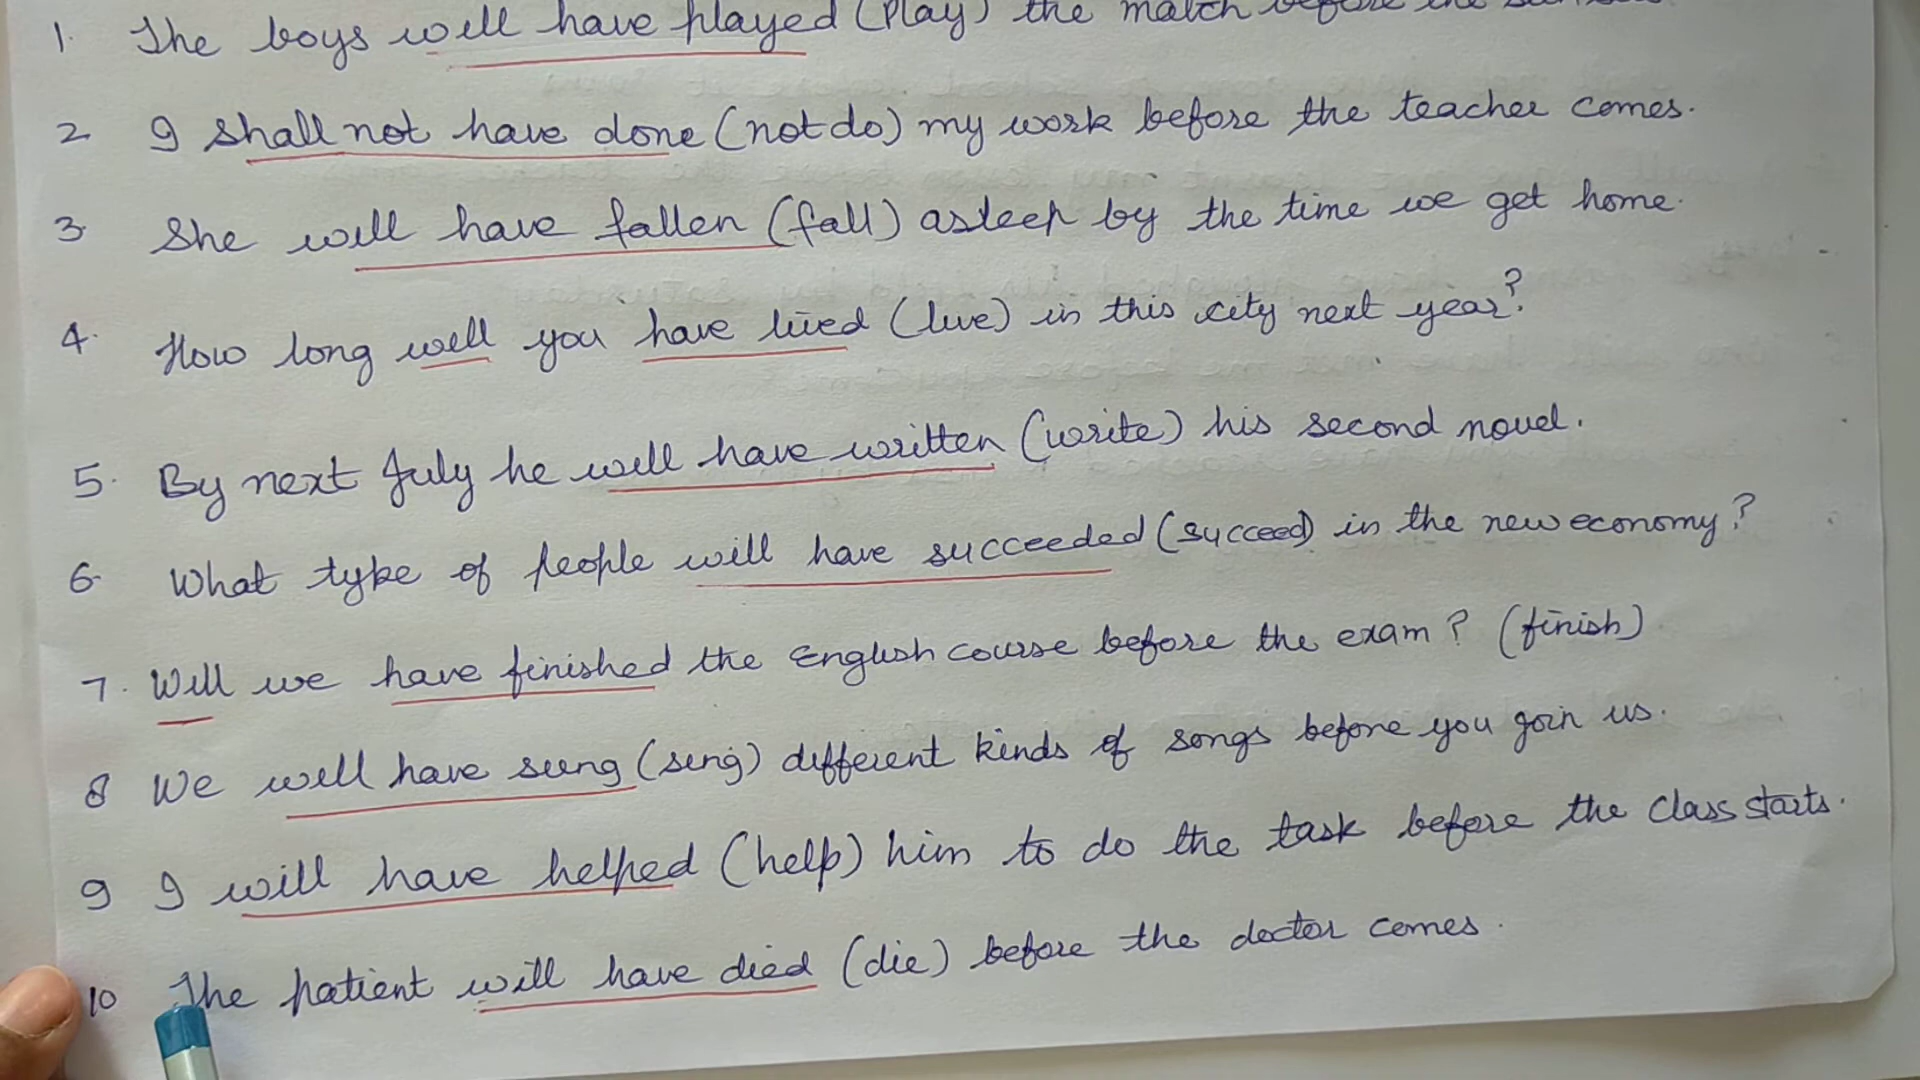 1. The boys will have played (play) the match before the
2 I shall not have done (not do) my work before the teacher comes.
3 She will have fallen (fall) asleep by the time we get home.
4. How long will you have lived (live) in this city next year?
5. By next July he will have written (write) his second novel.
6 What type of people will have succeeded (succeed) in the new economy?
7. Will we have finished the English course before the exam? (finish)
8 We will have sung (sing) different kinds of songs before you join us.
9 I will have helped (help) him to do the task before the class starts.
10 The patient will have died (die) before the doctor comes.